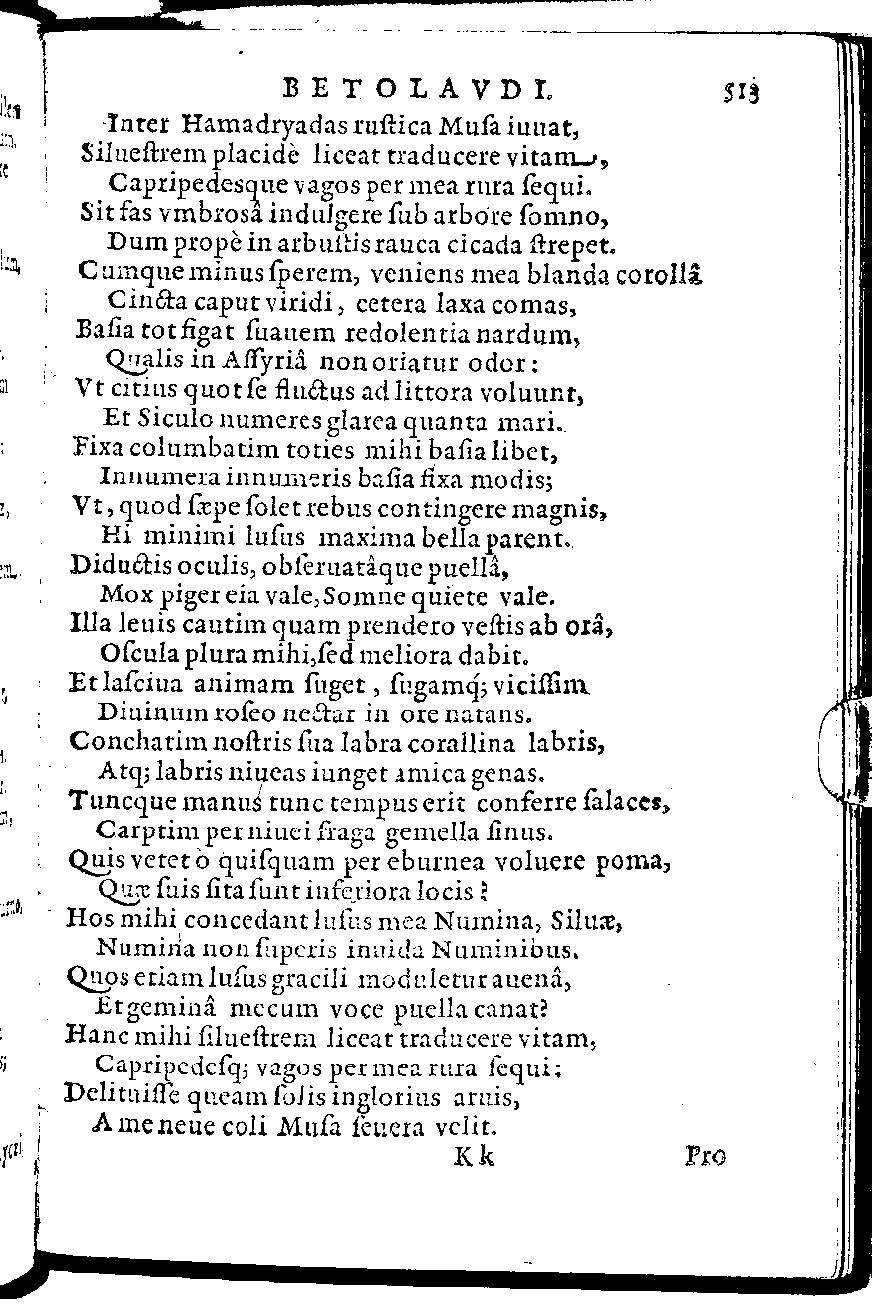 BETOLAVDI. 513
Inter Hamadryadas ruſtica Muſa iuuat,
Silueſtrem placidè liceat traducere vitam,
Capripedesque vagos per mea rura ſequi.
Sit fas vmbrosâ indulgere ſub arbore ſomno,
Dum propè in arbuſtis rauca cicada ſtrepet.
Cumque minus ſperem, veniens mea blanda corollâ
Cincta caput viridi, cetera laxa comas,
Baſia tot figat ſuauem redolentia nardum,
Qualis in Aſſyriâ non oriatur odor:
Vt citius quot ſe fluctus ad littora voluunt,
Et Siculo numeres glarea quanta mari.
Fixa columbatim toties mihi baſia libet,
Innumera innumeris baſia fixa modis;
Vt, quod ſæpe ſolet rebus contingere magnis,
Hi minimi luſus maxima bella parent.
Diductis oculis, obſeruatâque puellâ,
Mox piger eia vale, Somne quiete vale.
Illa leuis cautim quam prendero veſtis ab orâ,
Oſcula plura mihi, ſed meliora dabit.
Et laſciua animam ſuget, ſugamq́; viciſſim
Diuinum roſeo nectar in ore natans.
Conchatim noſtris ſua labra corallina labris,
Atq; labris niueas iunget amica genas.
Tuncque manus tunc tempus erit conferre ſalaces,
Carptim per niuei fraga gemella ſinus.
Quis vetet ò quiſquam per eburnea voluere poma,
Quæ ſuis ſita ſunt inferiora locis?
Hos mihi concedant luſus mea Numina, Siluæ,
Numina non ſuperis inuida Numinibus.
Quos etiam luſus gracili moduletur auenâ,
Et geminâ mecum voce puella canat?
Hanc mihi ſilueſtrem liceat traducere vitam,
Capripedeſq; vagos per mea rura ſequi;
Delituiſſe queam ſolis inglorius aruis,
A me neue coli Muſa ſeuera velit.
Kk Pro